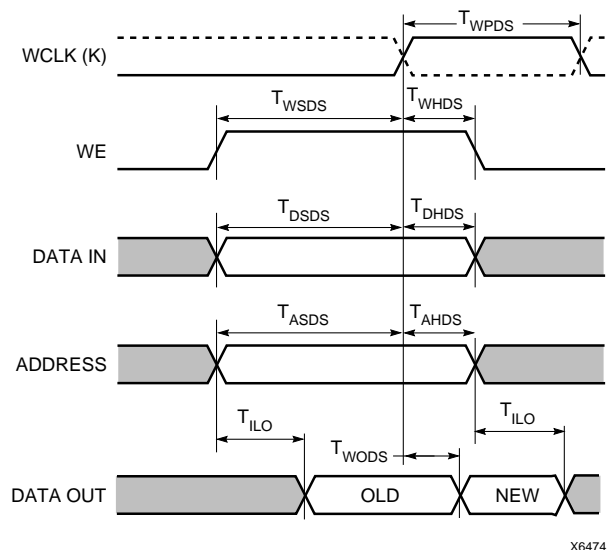 T_WPDS
WCLK (K)
T_WSDS T_WHDS
WE
T_DSDS T_DHDS
DATA IN
T_ASDS T_AHDS
ADDRESS
T_ILO T_ILO
T_WODS
DATA OUT OLD NEW
X6474